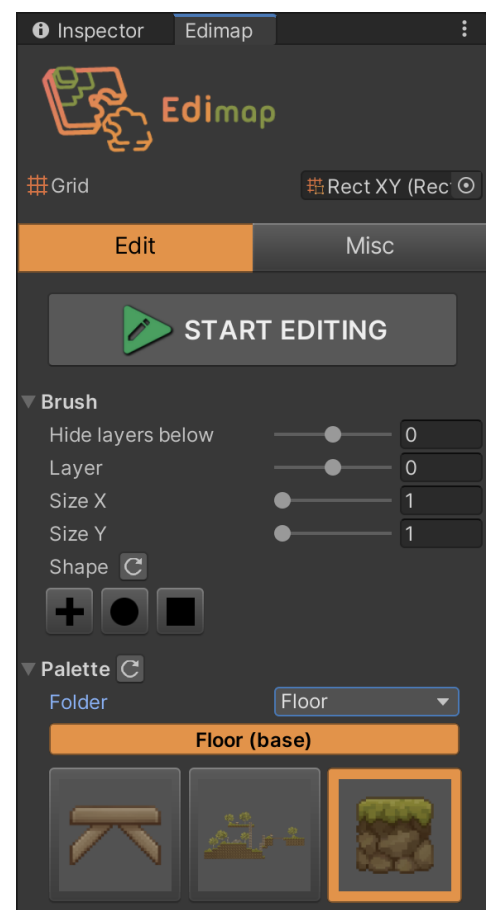 Inspector Edimap
Edimap
Grid Rect XY (Rec
Edit Misc
START EDITING
Brush
Hide layers below 0
Layer 0
Size X 1
Size Y 1
Shape
Palette
Folder Floor
Floor (base)